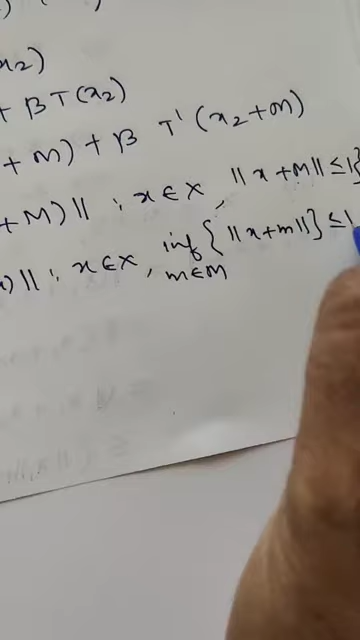 x₂)
+ β T(x₂)
+ m) + β T'(x₂+m)
+M)|| : x∈X, ||x+M|| ≤1}
)|| : x∈X, inf{||x+m||}≤1
m∈M